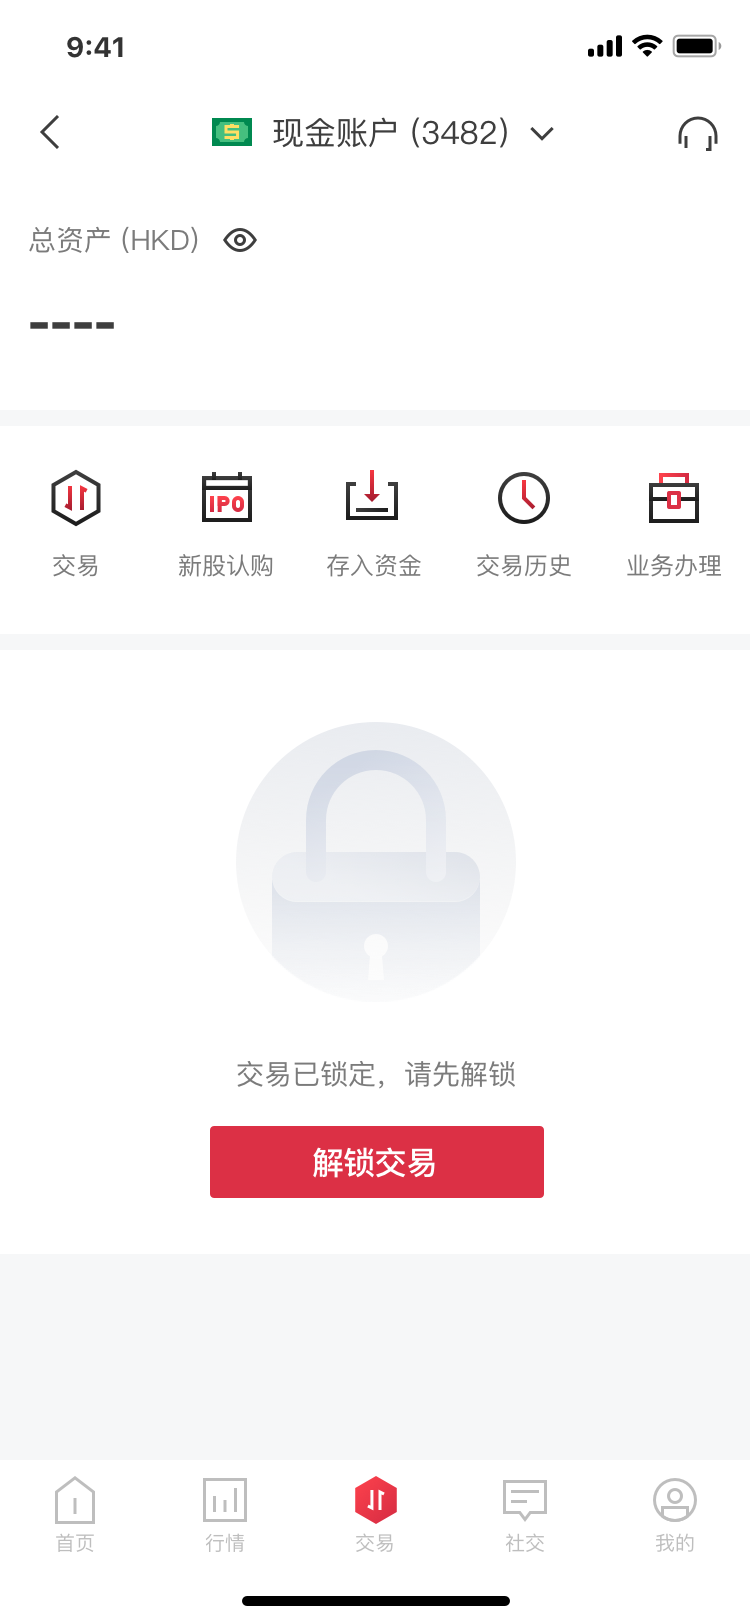 9:41
现金账户 (3482)
总资产 (HKD)
----
IPO
交易 新股认购 存入资金 交易历史 业务办理
交易已锁定，请先解锁
解锁交易
首页 行情 交易 社交 我的